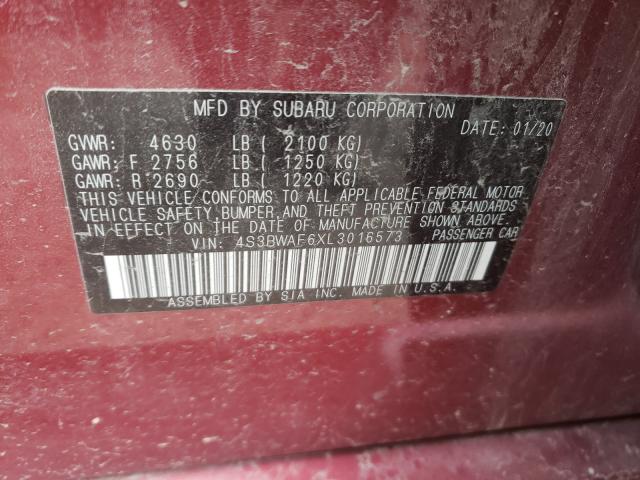 MFD BY SUBARU CORPORATION
DATE: 01/20
GVWR: 4630 LB ( 2100 KG)
GAWR: F 2756 LB ( 1250 KG)
GAWR: R 2690 LB ( 1220 KG)
THIS VEHICLE CONFORMS TO ALL APPLICABLE FEDERAL MOTOR
VEHICLE SAFETY, BUMPER, AND THEFT PREVENTION STANDARDS
IN EFFECT ON THE DATE OF MANUFACTURE SHOWN ABOVE.
VIN: 4S3BWAF6XL3016573 PASSENGER CAR
ASSEMBLED BY SIA INC. MADE IN U.S.A.